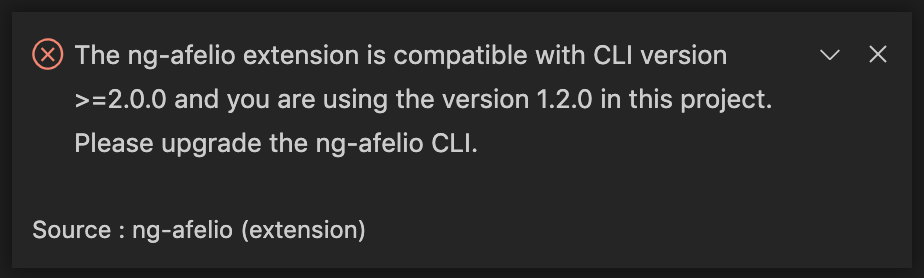 The ng-afelio extension is compatible with CLI version
>=2.0.0 and you are using the version 1.2.0 in this project.
Please upgrade the ng-afelio CLI.
Source : ng-afelio (extension)